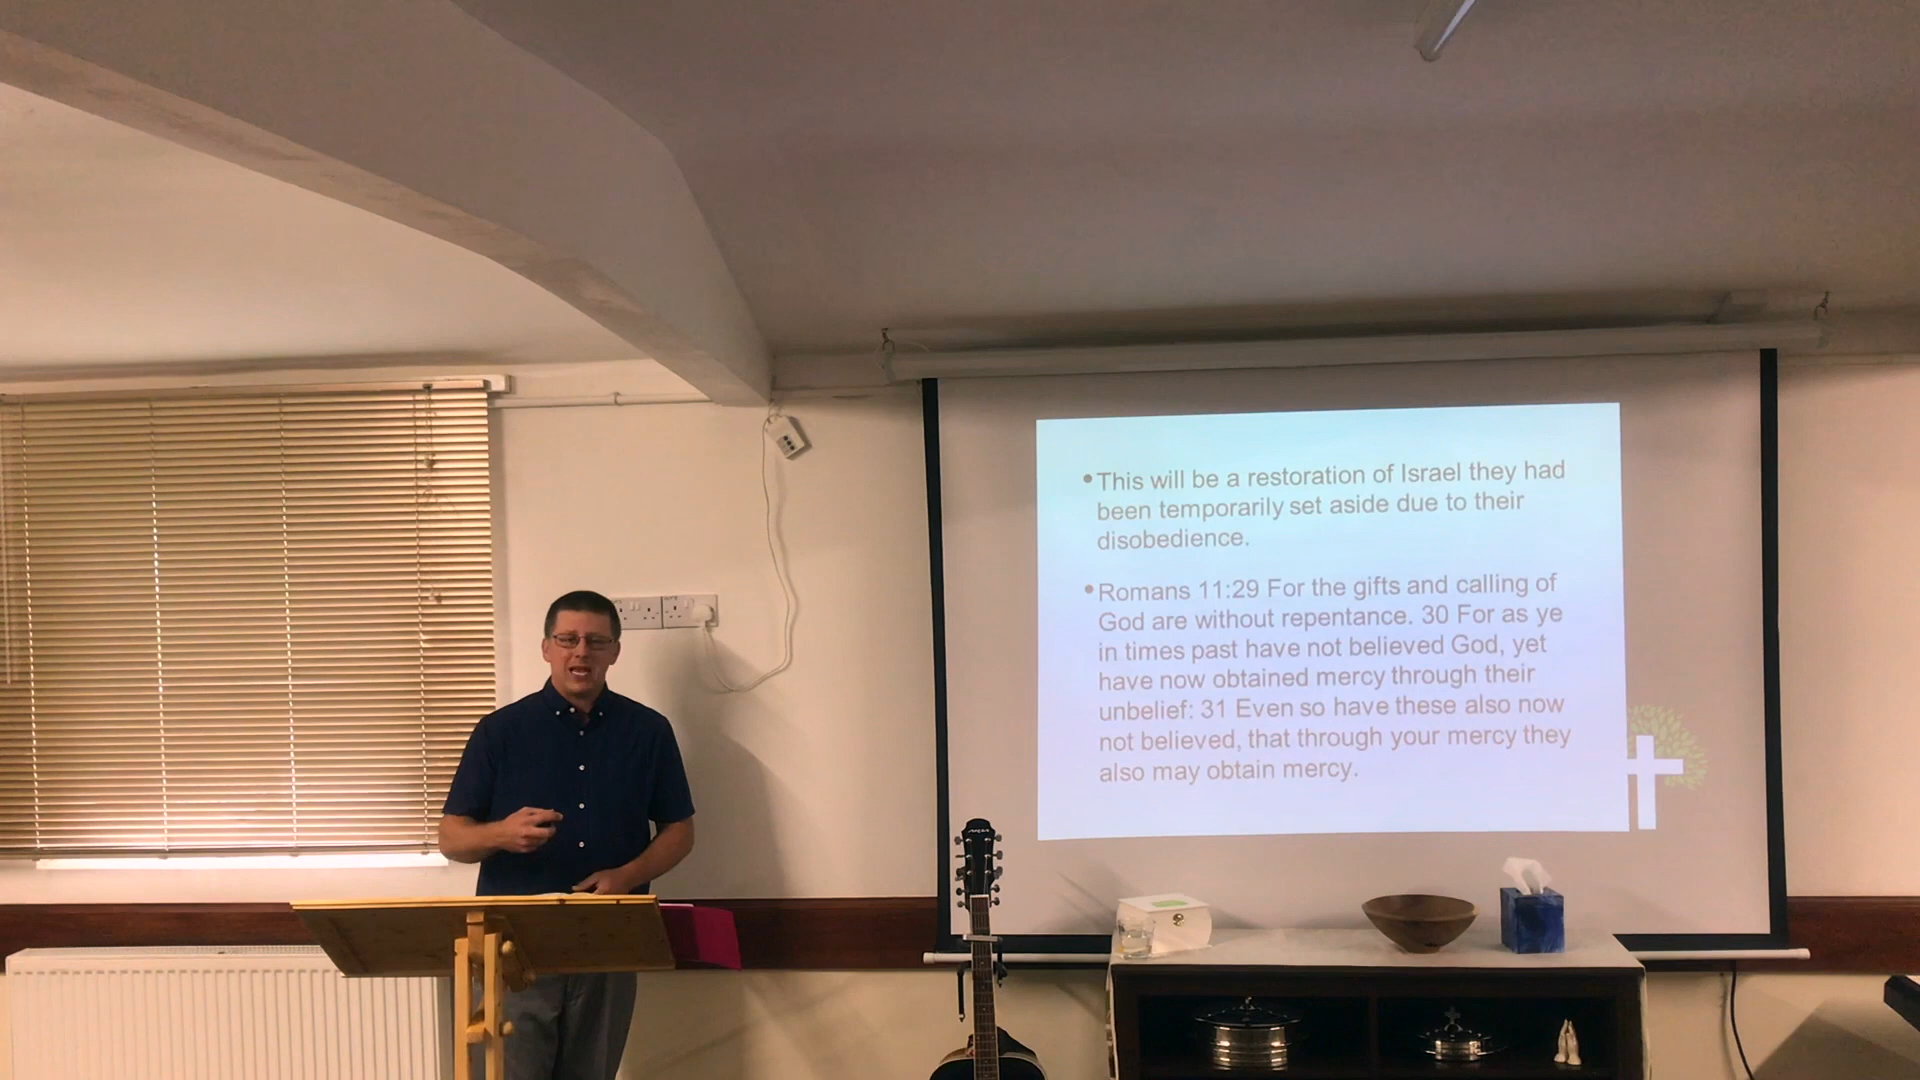 •This will be a restoration of Israel they had
been temporarily set aside due to their
disobedience.
•Romans 11:29 For the gifts and calling of
God are without repentance. 30 For as ye
in times past have not believed God, yet
have now obtained mercy through their
unbelief: 31 Even so have these also now
not believed, that through your mercy they
also may obtain mercy.